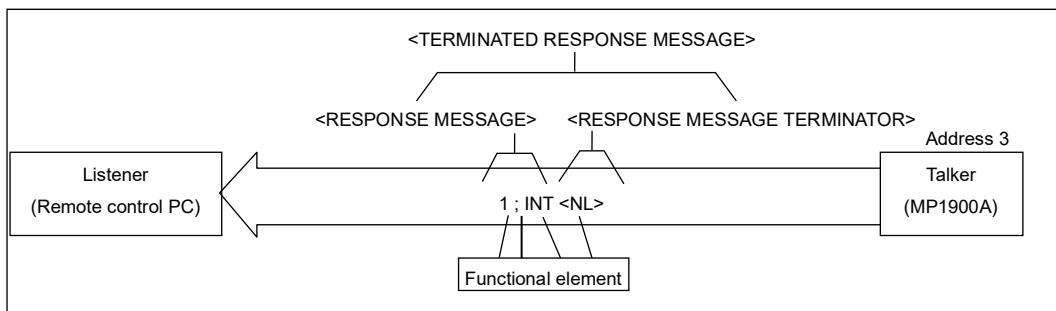 <TERMINATED RESPONSE MESSAGE>
<RESPONSE MESSAGE>
<RESPONSE MESSAGE TERMINATOR>
Address 3
Listener
(Remote control PC)
Talker
(MP1900A)
1 ; INT <NL>
Functional element